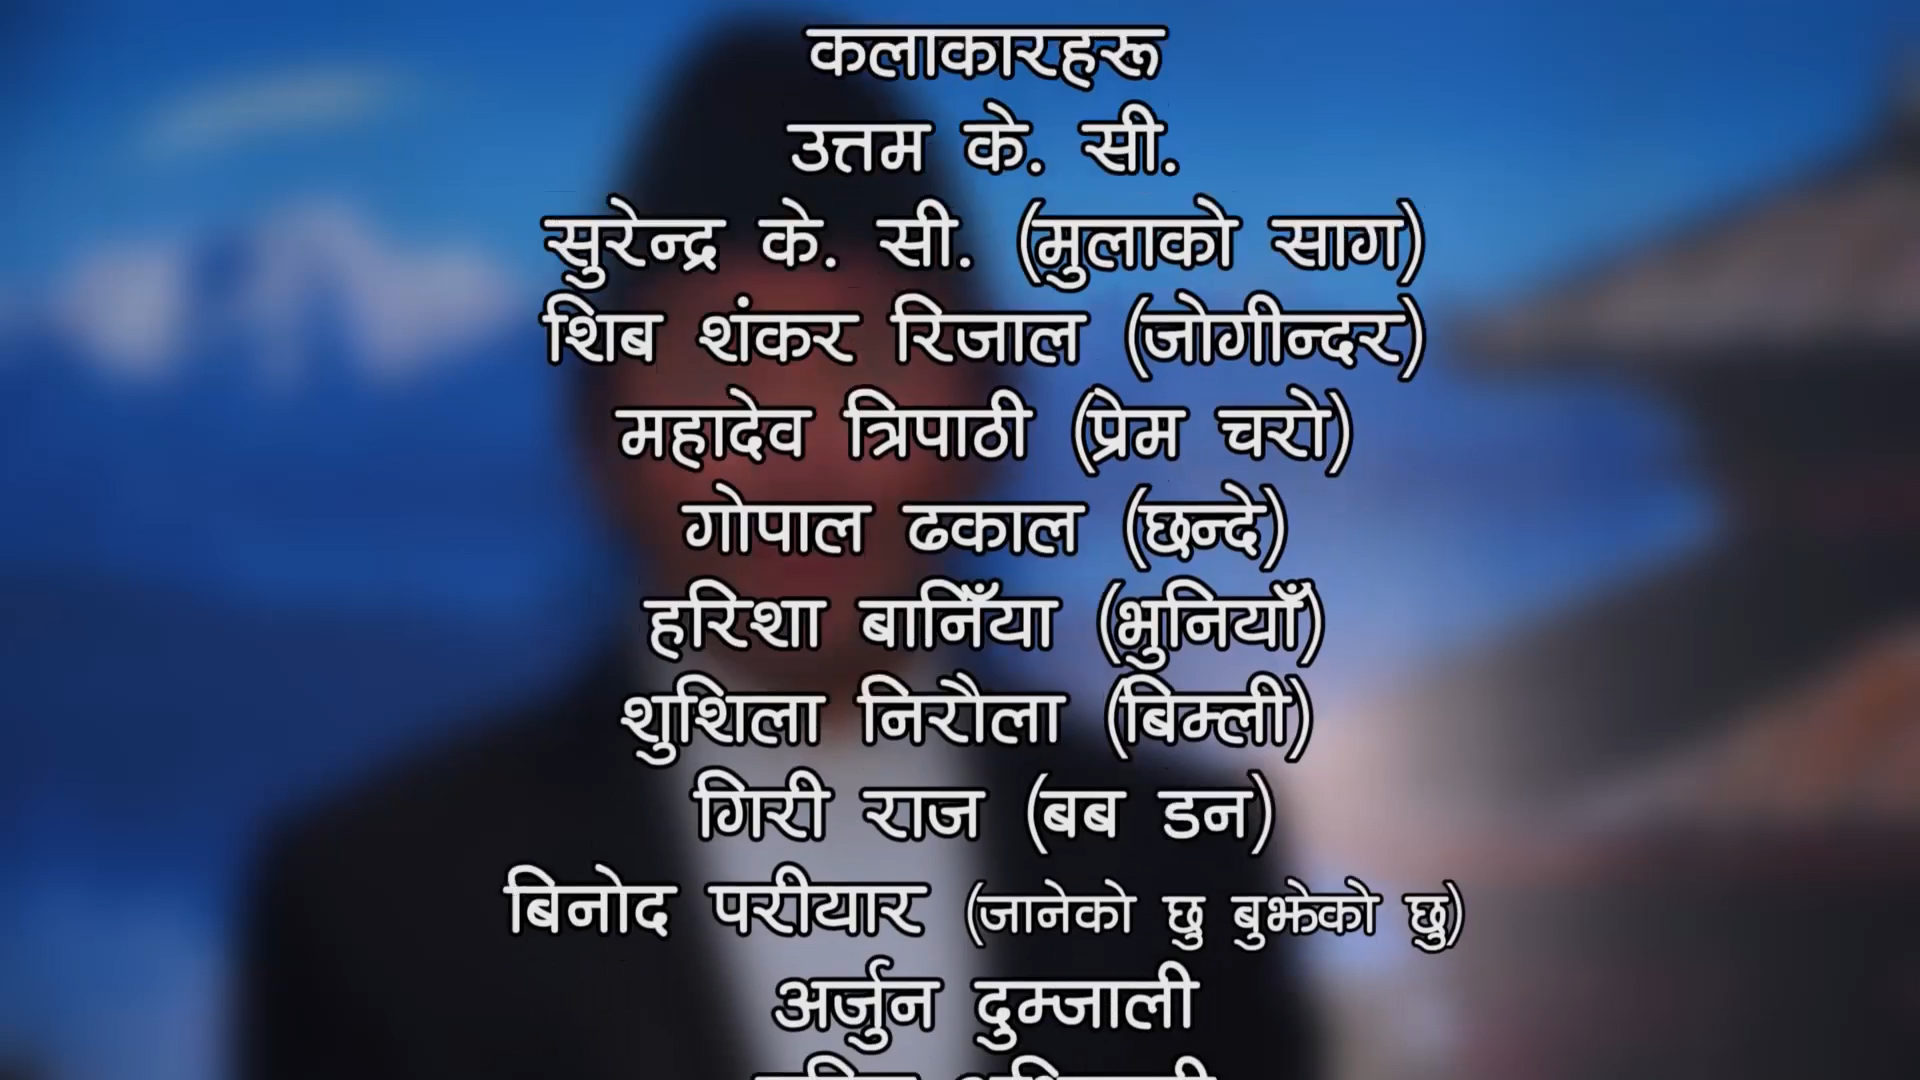 कलाकारहरू
उत्तम के. सी.
सुरेन्द्र के. सी. (मुलाको साग)
शिब शंकर रिजाल (जोगीन्दर)
महादेव त्रिपाठी (प्रेम चरो)
गोपाल ढकाल (छन्दे)
हरिशा बानिँया (भुनियाँ)
शुशिला निरौला (बिम्ली)
गिरी राज (बब डन)
बिनोद परीयार (जानेको छु बुझेको छु)
अर्जुन दुम्जाली